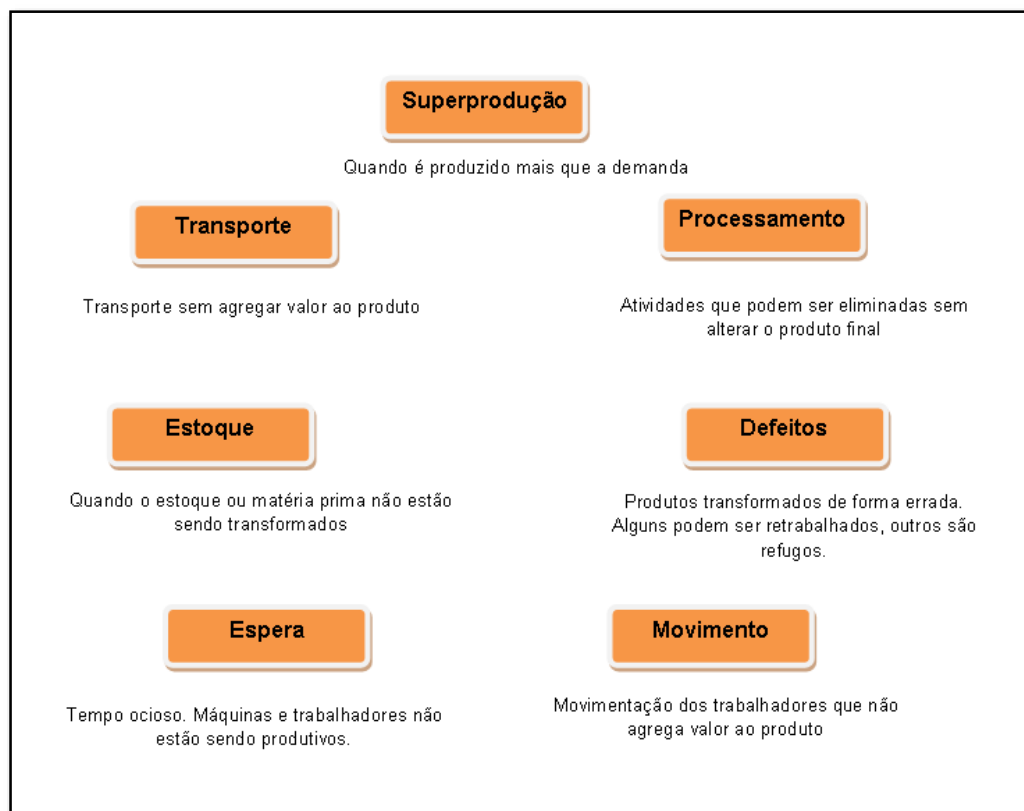 Superprodução
Quando é produzido mais que a demanda
Transporte
Transporte sem agregar valor ao produto
Processamento
Atividades que podem ser eliminadas sem
alterar o produto final
Estoque
Quando o estoque ou matéria prima não estão
sendo transformados
Defeitos
Produtos transformados de forma errada.
Alguns podem ser retrabalhados, outros são
refugos.
Espera
Tempo ocioso. Máquinas e trabalhadores não
estão sendo produtivos.
Movimento
Movimentação dos trabalhadores que não
agrega valor ao produto